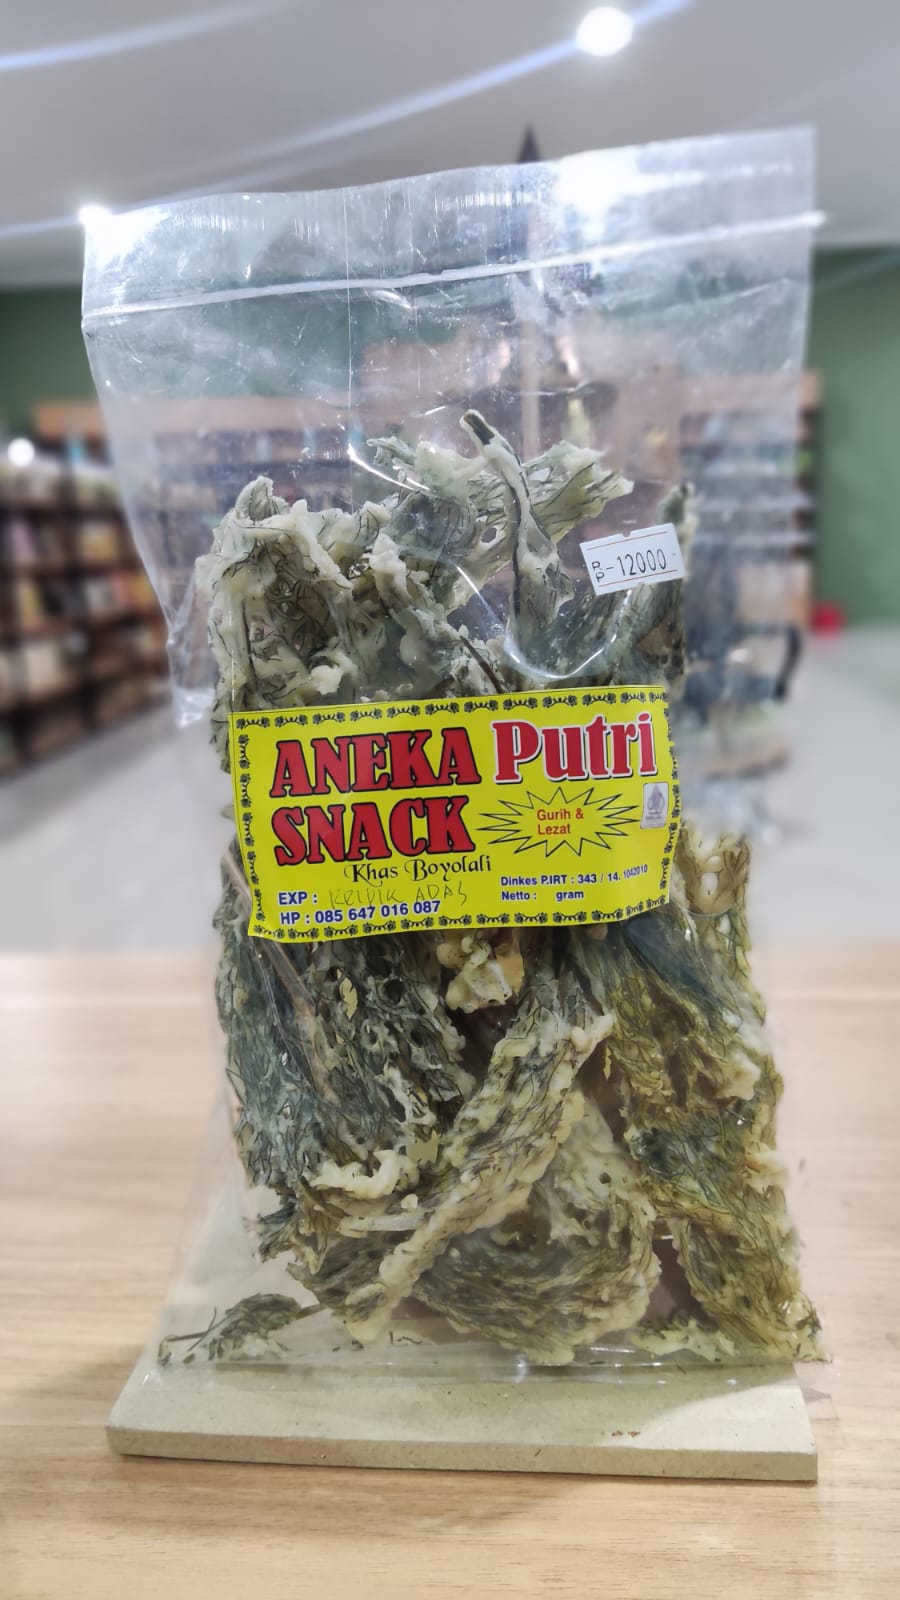 RP-12000
ANEKA Putri
SNACK
Gurih &
Lezat
Khas Boyolali
EXP : KRIPIK ADAS
HP : 085 647 016 087
Dinkes P.IRT : 343 / 14. 1042010
Netto : gram